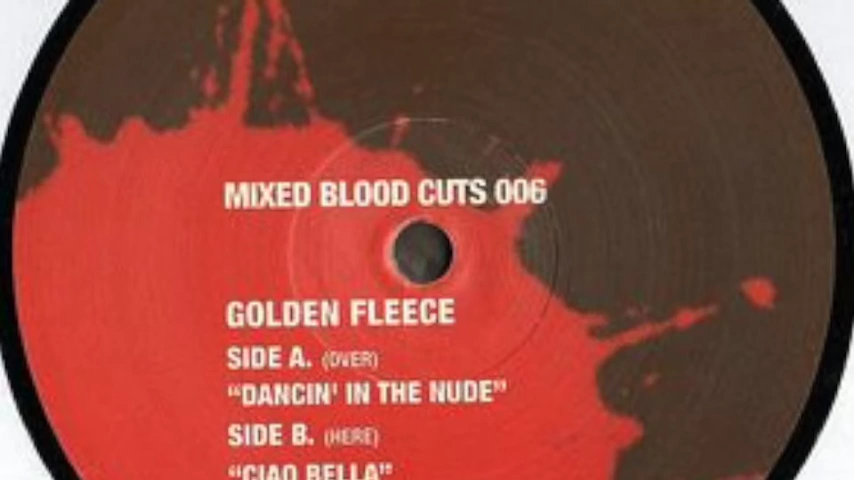 MIXED BLOOD CUTS 006
GOLDEN FLEECE
SIDE A. (OVER)
“DANCIN' IN THE NUDE”
SIDE B. (HERE)
“CIAO BELLA”